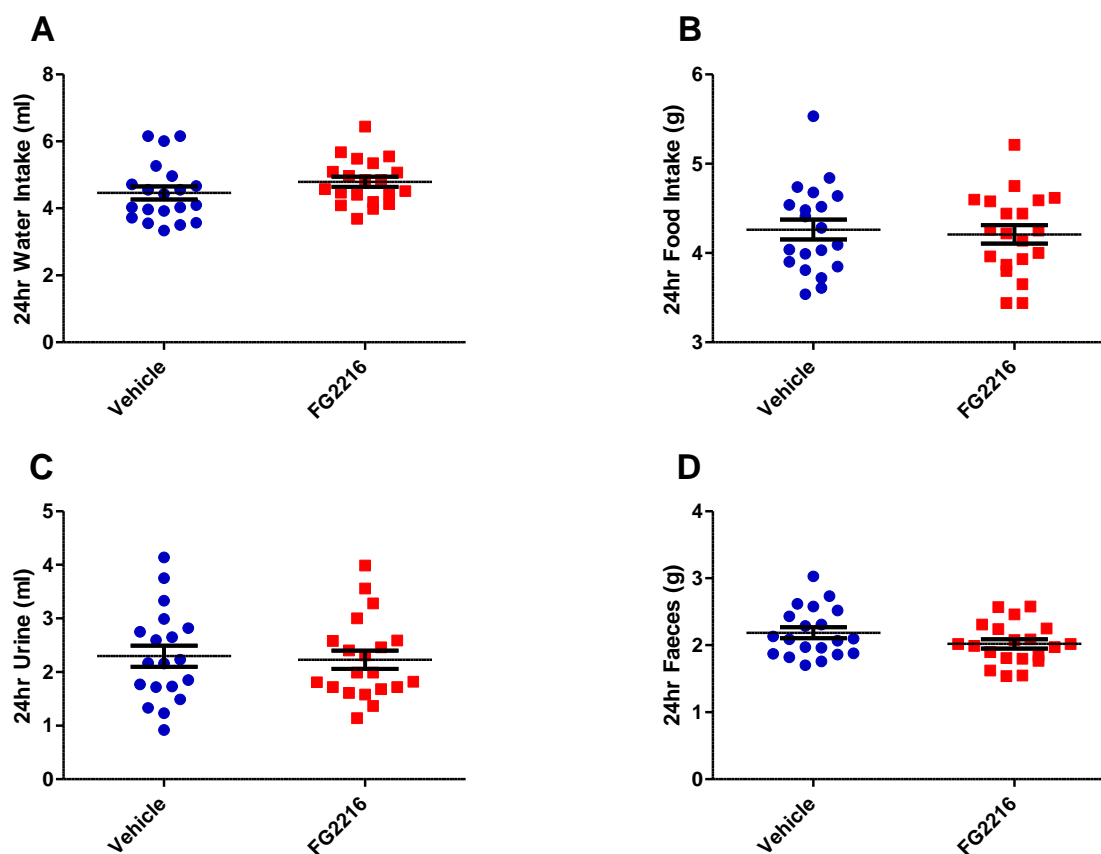 A
24hr Water Intake (ml)
8
6
4
2
0
Vehicle
FG2216
B
24hr Food Intake (g)
6
5
4
3
Vehicle
FG2216
C
24hr Urine (ml)
5
4
3
2
1
0
Vehicle
FG2216
D
24hr Faeces (g)
4
3
2
1
0
Vehicle
FG2216